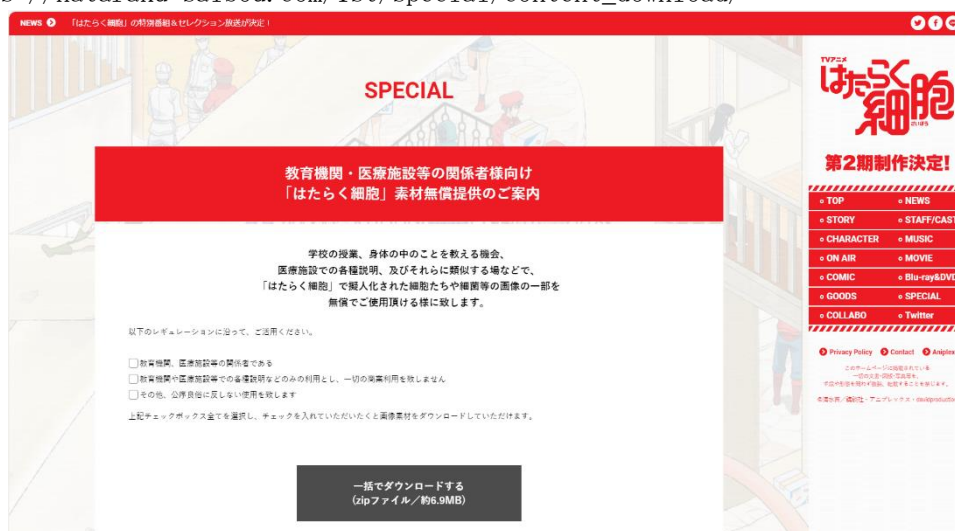 NEWS 「はたらく細胞」の特別番組&セレクション放送が決定!
SPECIAL
教育機関・医療施設等の関係者様向け
「はたらく細胞」素材無償提供のご案内
学校の授業、身体の中のことを教える機会、
医療施設での各種説明、及びそれらに類似する場などで、
「はたらく細胞」で擬人化された細胞たちや細菌等の画像の一部を
無償でご使用頂ける様に致します。
以下のレギュレーションに沿って、ご活用ください。
教育機関、医療施設等の関係者である
教育機関や医療施設等での各種説明などのみの利用とし、一切の商業利用を致しません
その他、公序良俗に反しない使用を致します
上記チェックボックス全てを選択し、チェックを入れていただいたくと画像素材をダウンロードしていただけます。
一括でダウンロードする
(zipファイル/約6.9MB)
TVアニメ
はたらく
細胞
第2期制作決定!
TOP NEWS
STORY STAFF/CAST
CHARACTER MUSIC
ON AIR MOVIE
COMIC Blu-ray&DVD
GOODS SPECIAL
COLLABO Twitter
Privacy Policy Contact Aniplex
このホームページに掲載されている